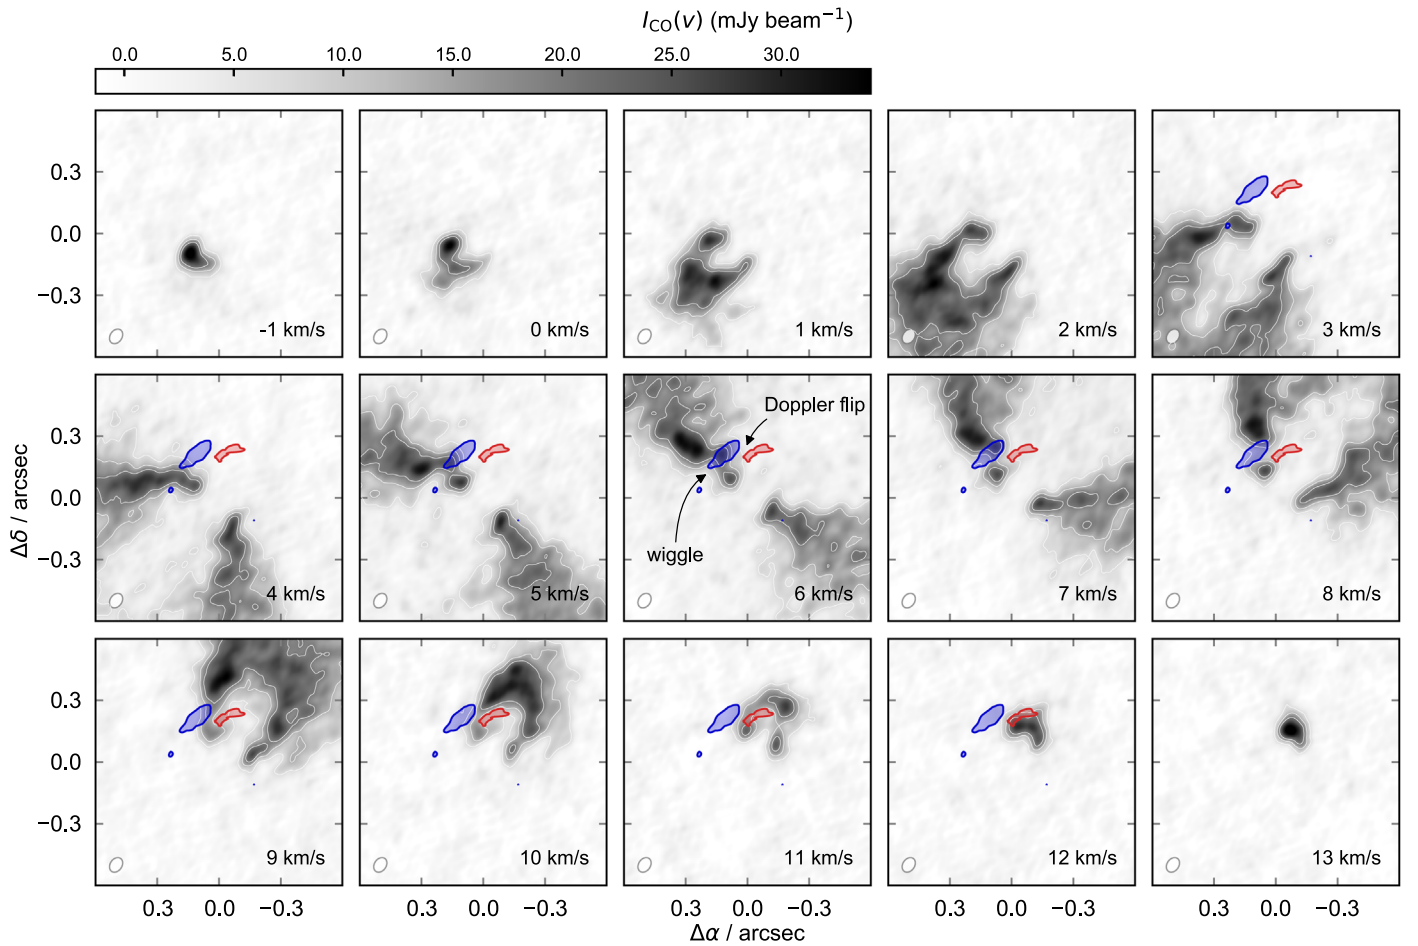 I_CO(v) (mJy beam⁻¹)
0.0 5.0 10.0 15.0 20.0 25.0 30.0
0.3
0.0
−0.3
-1 km/s
0 km/s
1 km/s
2 km/s
3 km/s
Δδ / arcsec
0.3
0.0
−0.3
Doppler flip
wiggle
4 km/s
5 km/s
6 km/s
7 km/s
8 km/s
0.3
0.0
−0.3
9 km/s
10 km/s
11 km/s
12 km/s
13 km/s
0.3 0.0 −0.3
0.3 0.0 −0.3
0.3 0.0 −0.3
0.3 0.0 −0.3
0.3 0.0 −0.3
Δα / arcsec